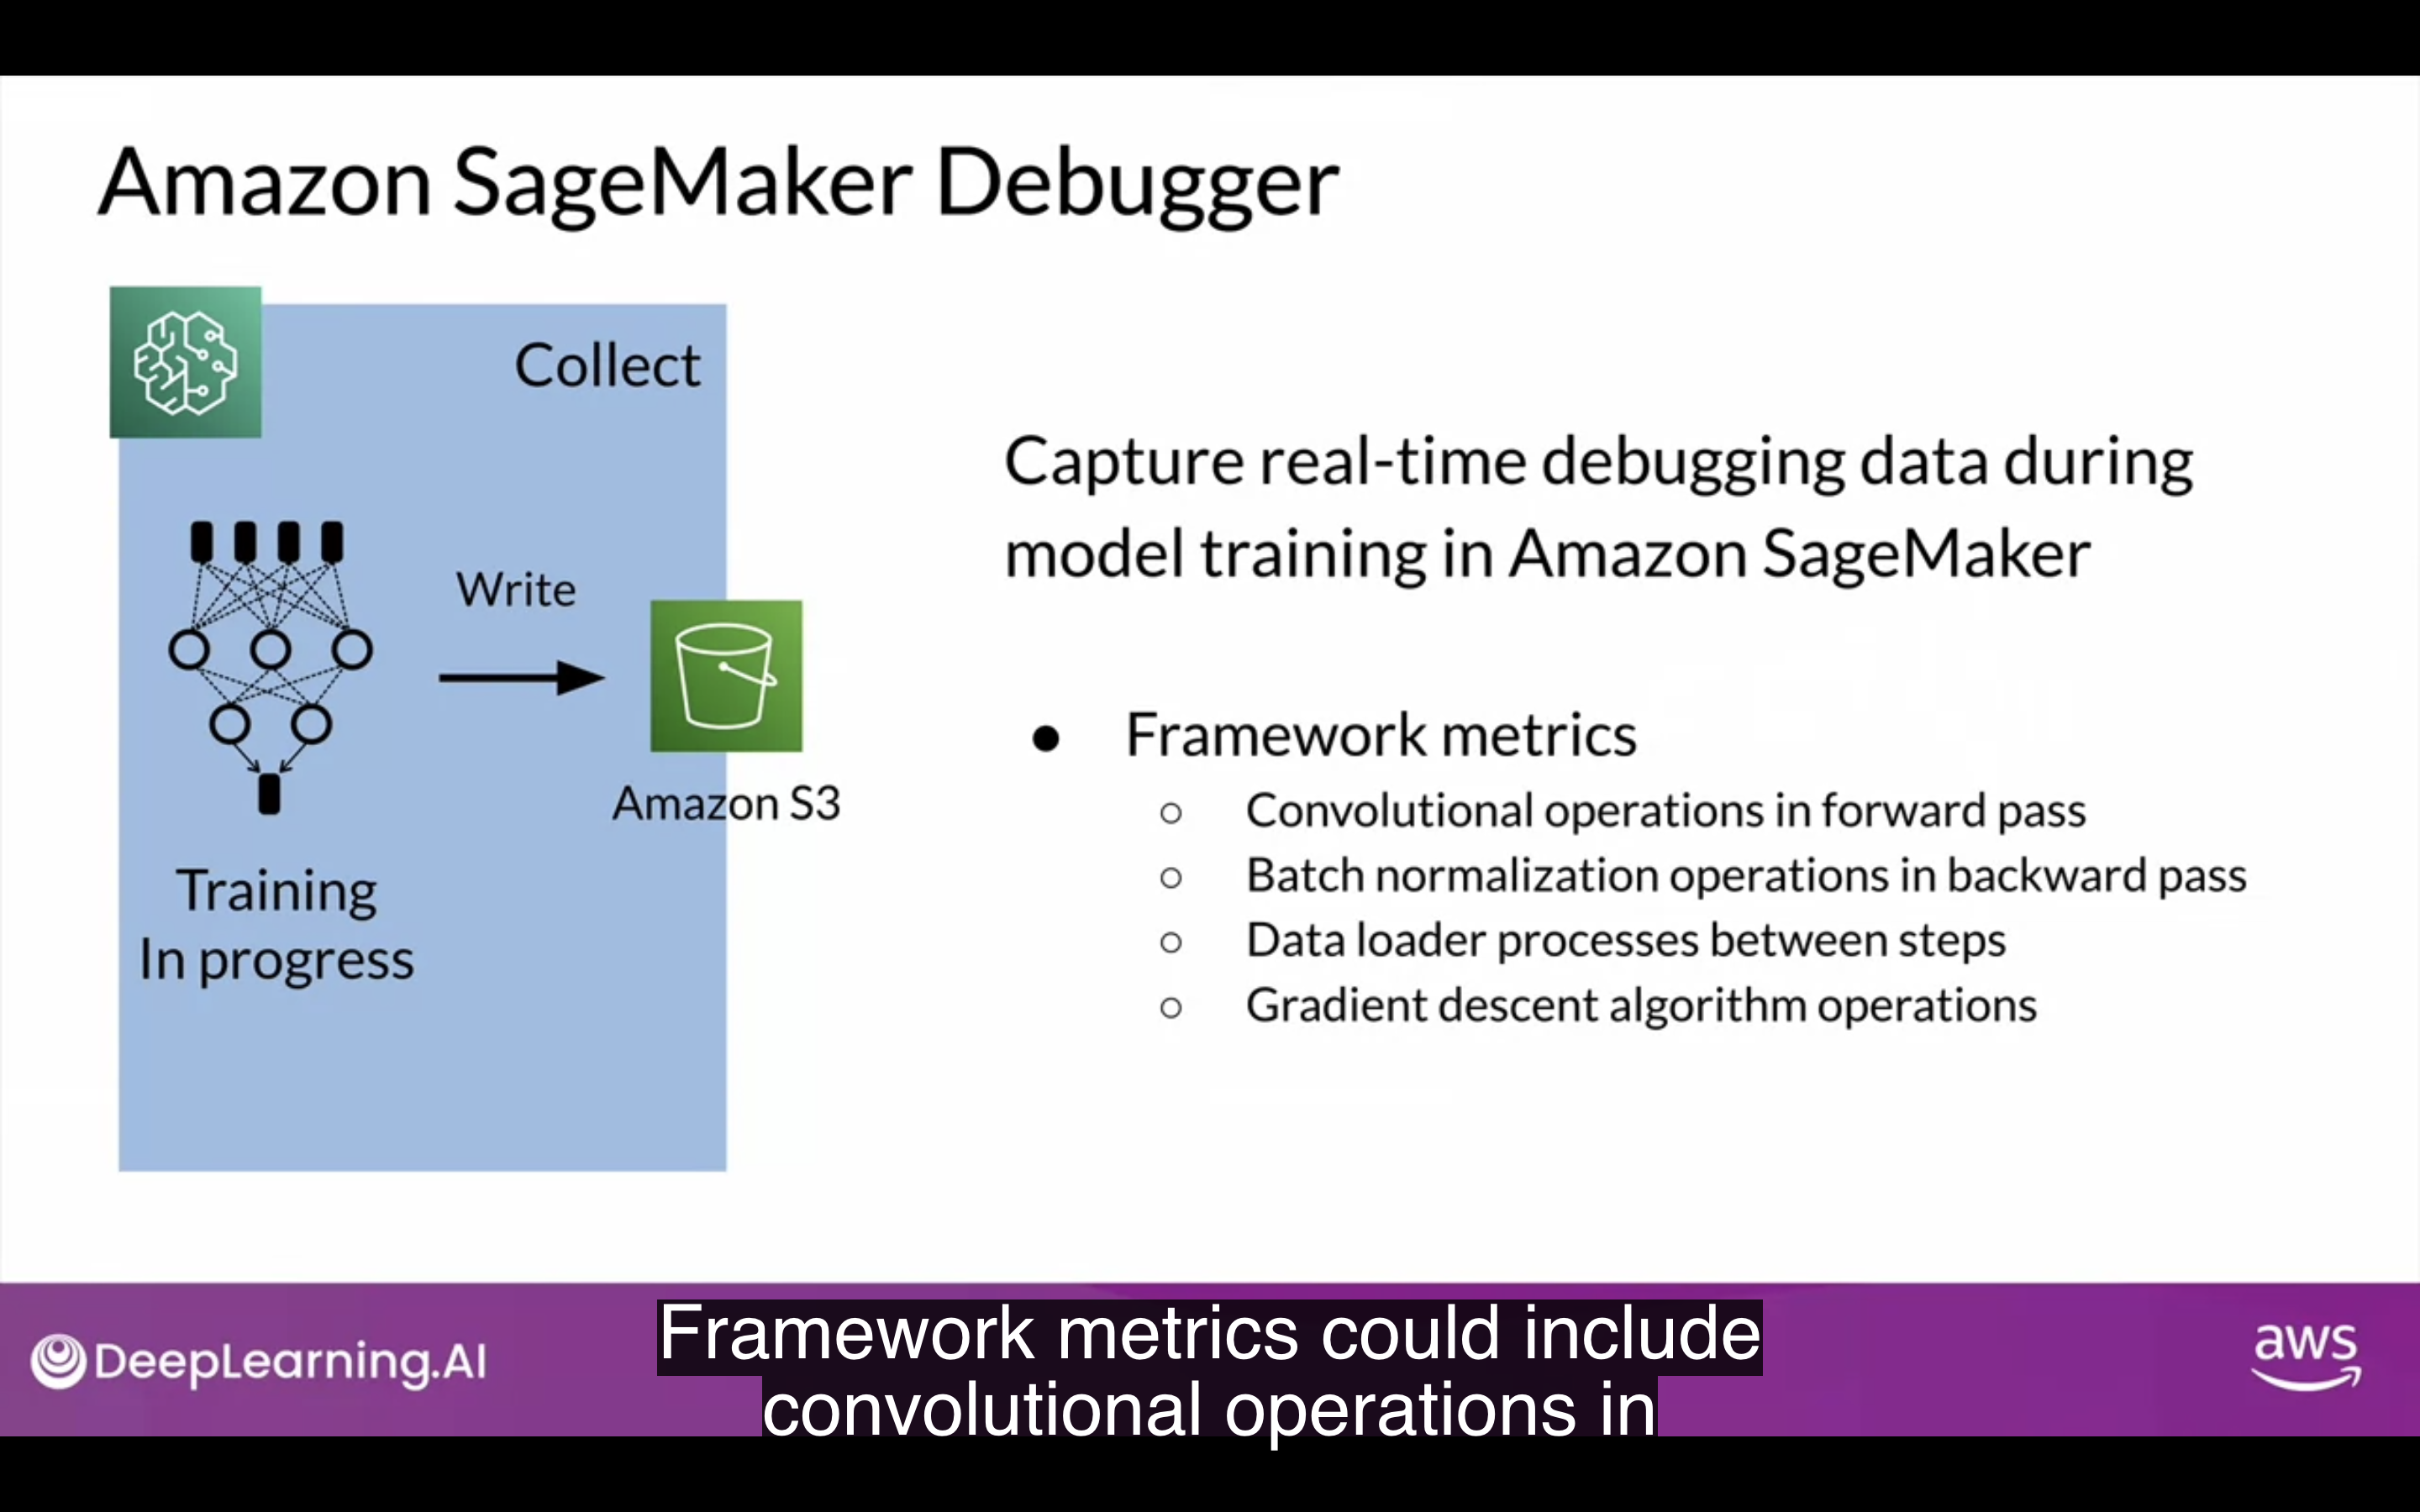 Amazon SageMaker Debugger
Collect
Write
Amazon S3
Training
In progress
Capture real-time debugging data during
model training in Amazon SageMaker
● Framework metrics
○ Convolutional operations in forward pass
○ Batch normalization operations in backward pass
○ Data loader processes between steps
○ Gradient descent algorithm operations
DeepLearning.AI
Framework metrics could include
convolutional operations in
aws